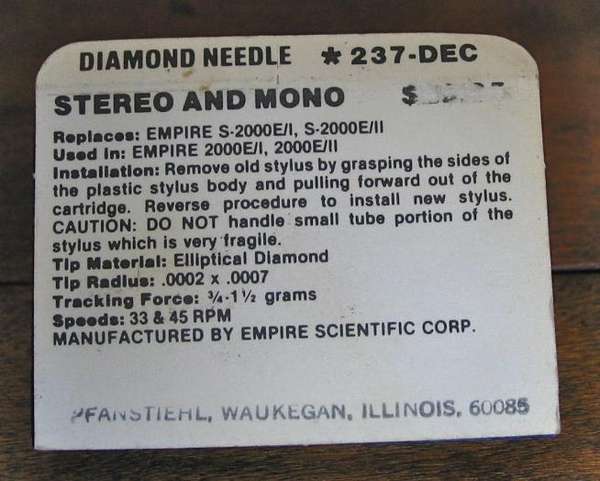 DIAMOND NEEDLE * 237-DEC
STEREO AND MONO $
Replaces: EMPIRE S-2000E/I, S-2000E/II
Used In: EMPIRE 2000E/I, 2000E/II
Installation: Remove old stylus by grasping the sides of
the plastic stylus body and pulling forward out of the
cartridge. Reverse procedure to install new stylus.
CAUTION: DO NOT handle small tube portion of the
stylus which is very fragile.
Tip Material: Elliptical Diamond
Tip Radius: .0002 x .0007
Tracking Force: ¾-1½ grams
Speeds: 33 & 45 RPM
MANUFACTURED BY EMPIRE SCIENTIFIC CORP.
PFANSTIEHL, WAUKEGAN, ILLINOIS, 60085